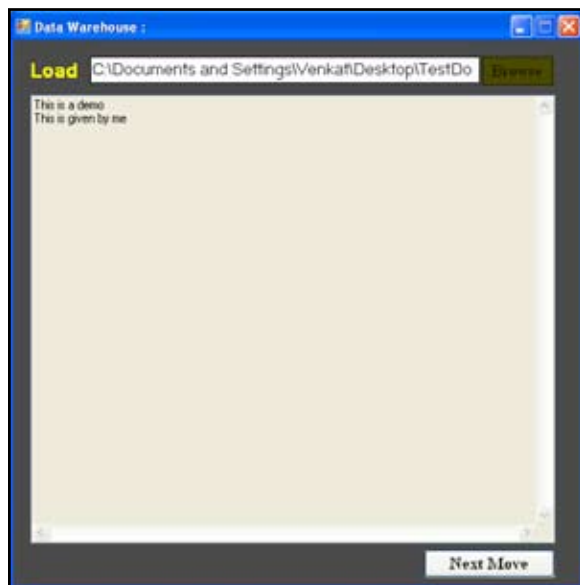 Data Warehouse :
Load C:\Documents and Settings\Venkat\Desktop\TestDo Browse
This is a demo
This is given by me
Next Move